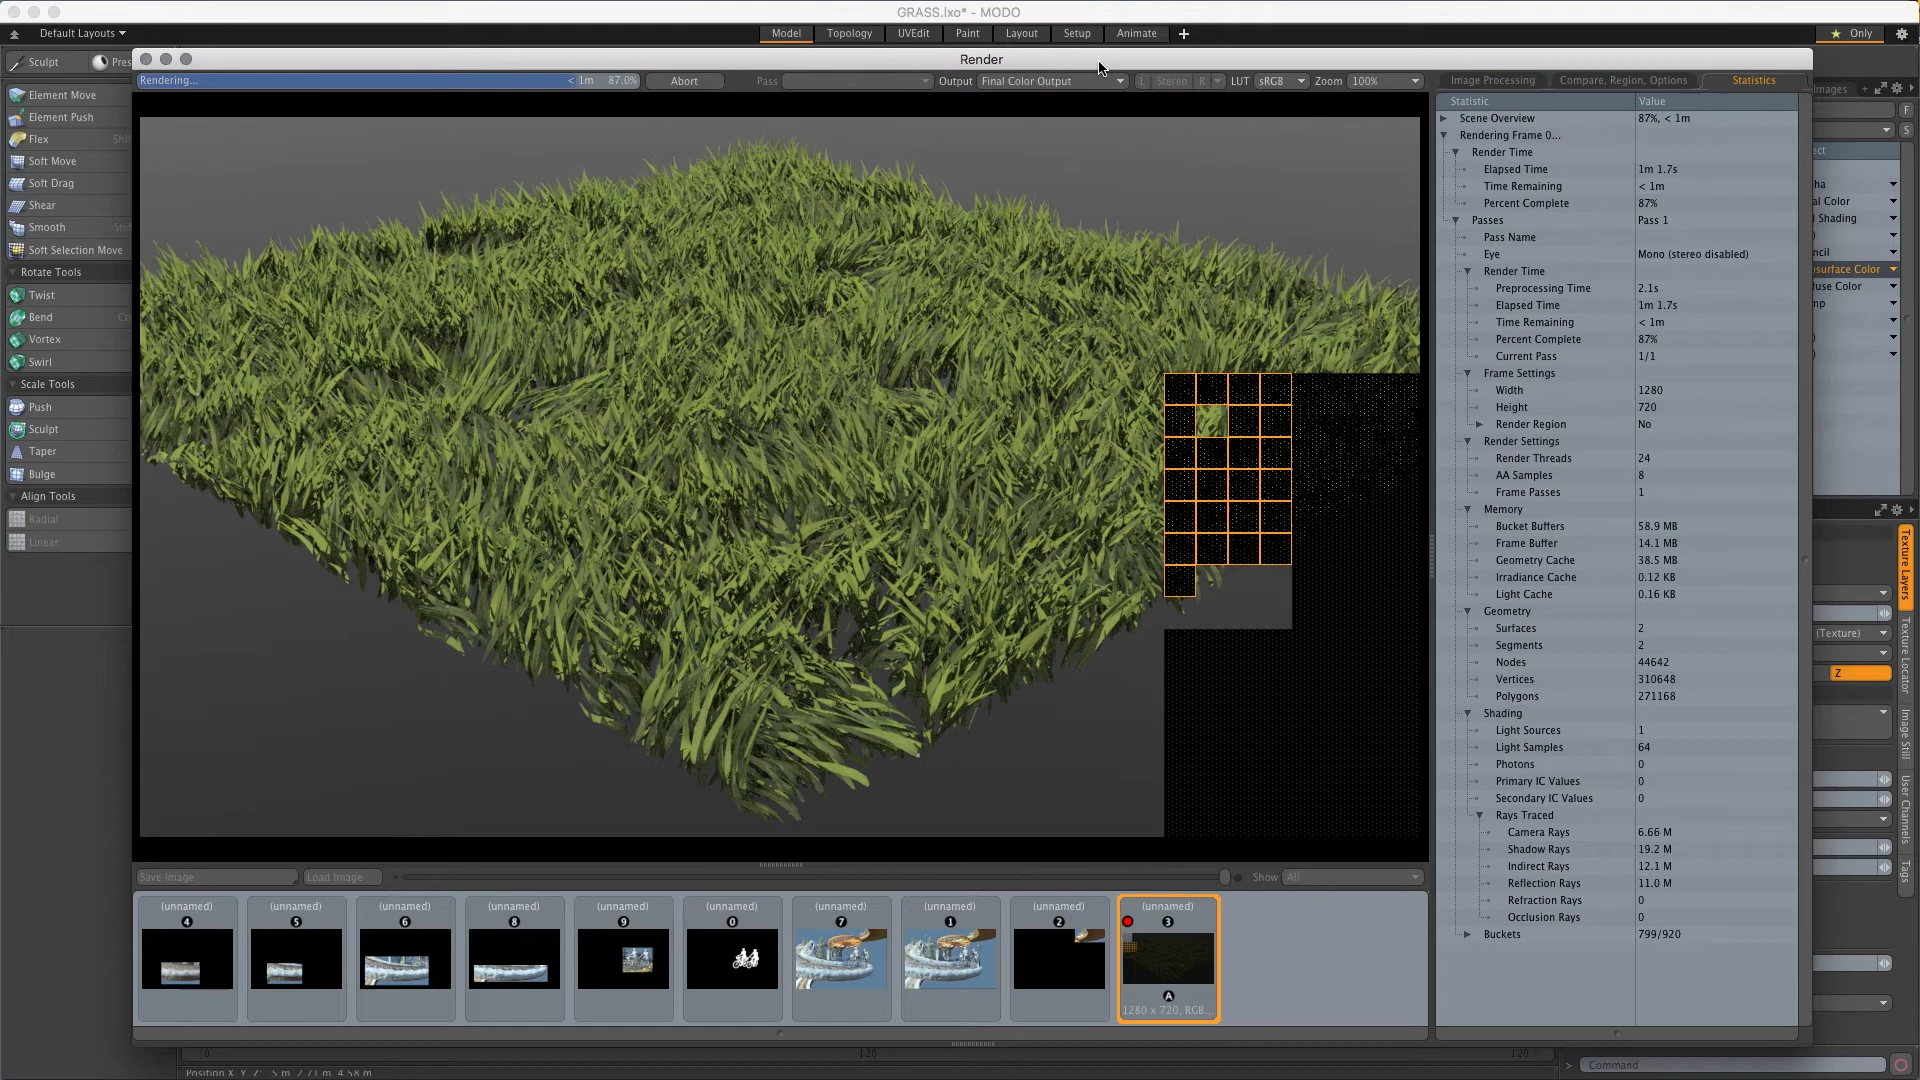 GRASS.lxo* - MODO
Default Layouts
Model
Topology
UVEdit
Paint
Layout
Setup
Animate
Only
Sculpt
Render
Rendering...
< 1m 87.0%
Abort
Pass
Output
Final Color Output
L
Stereo
R
LUT
sRGB
Zoom
100%
Image Processing
Compare, Region, Options
Statistics
Element Move
Element Push
Flex
Soft Move
Soft Drag
Shear
Smooth
Soft Selection Move
Rotate Tools
Twist
Bend
Vortex
Swirl
Scale Tools
Push
Sculpt
Taper
Bulge
Align Tools
Radial
Linear
Statistic Value
Scene Overview 87%, < 1m
Rendering Frame 0...
Render Time
Elapsed Time 1m 1.7s
Time Remaining < 1m
Percent Complete 87%
Passes Pass 1
Pass Name
Eye Mono (stereo disabled)
Render Time
Preprocessing Time 2.1s
Elapsed Time 1m 1.7s
Time Remaining < 1m
Percent Complete 87%
Current Pass 1/1
Frame Settings
Width 1280
Height 720
Render Region No
Render Settings
Render Threads 24
AA Samples 8
Frame Passes 1
Memory
Bucket Buffers 58.9 MB
Frame Buffer 14.1 MB
Geometry Cache 38.5 MB
Irradiance Cache 0.12 KB
Light Cache 0.16 KB
Geometry
Surfaces 2
Segments 2
Nodes 44642
Vertices 310648
Polygons 271168
Shading
Light Sources 1
Light Samples 64
Photons 0
Primary IC Values 0
Secondary IC Values 0
Rays Traced
Camera Rays 6.66 M
Shadow Rays 19.2 M
Indirect Rays 12.1 M
Reflection Rays 11.0 M
Refraction Rays 0
Occlusion Rays 0
Buckets 799/920
F
S
(Texture)
Z
Texture Layers
Texture Locator
Image Still
User Channels
Tags
Save Image
Load Image
Show
All
(unnamed) (unnamed) (unnamed) (unnamed) (unnamed) (unnamed) (unnamed) (unnamed) (unnamed) (unnamed)
4 5 6 8 9 0 7 1 2 3
A
1280 x 720, RGB...
0 120 120
Position X, Y, Z: 5 m, 2.71 m, 4.58 m
Command